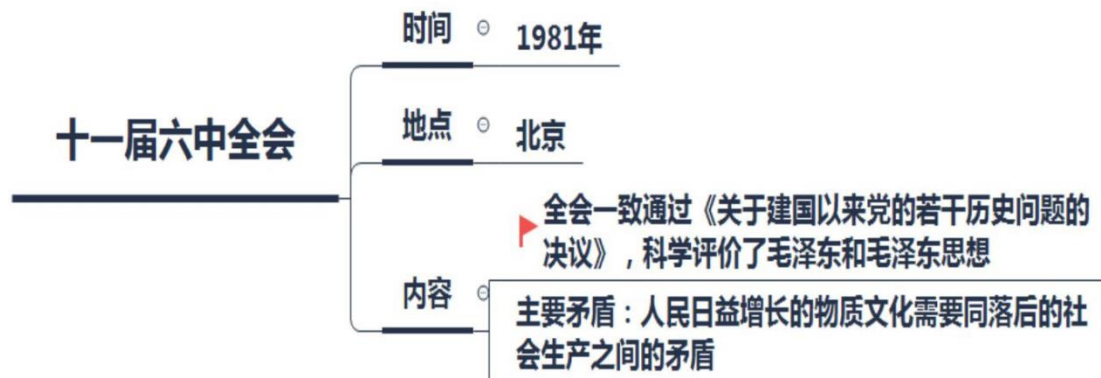 十一届六中全会
时间
1981年
地点
北京
内容
全会一致通过《关于建国以来党的若干历史问题的
决议》，科学评价了毛泽东和毛泽东思想
主要矛盾：人民日益增长的物质文化需要同落后的社
会生产之间的矛盾